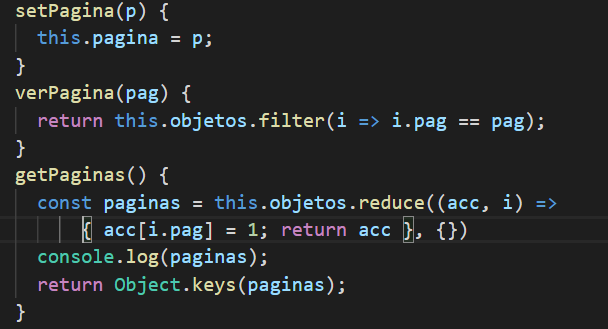 setPagina(p) {
  this.pagina = p;
}
verPagina(pag) {
  return this.objetos.filter(i => i.pag == pag);
}
getPaginas() {
  const paginas = this.objetos.reduce((acc, i) =>
      { acc[i.pag] = 1; return acc }, {})
  console.log(paginas);
  return Object.keys(paginas);
}